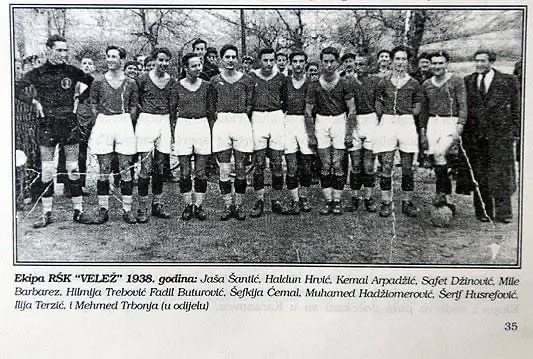 Ekipa RŠK "VELEŽ" 1938. godina: Jaša Šantić, Haldun Hrvić, Kemal Arpadžić, Safet Džinović, Mile
Barbarez, Hilmija Trebović Fadil Buturović, Šefkija Ćemal, Muhamed Hadžiomerović, Šerif Husrefović,
Ilija Terzić, i Mehmed Trbonja (u odijelu)
35